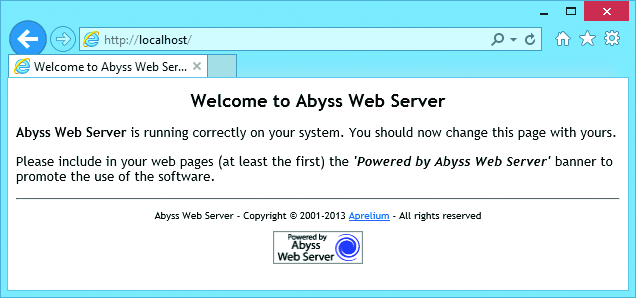 http://localhost/
Welcome to Abyss Web Ser...
Welcome to Abyss Web Server
Abyss Web Server is running correctly on your system. You should now change this page with yours.
Please include in your web pages (at least the first) the 'Powered by Abyss Web Server' banner to
promote the use of the software.
Abyss Web Server - Copyright © 2001-2013 Aprelium - All rights reserved
Powered by
Abyss
Web Server